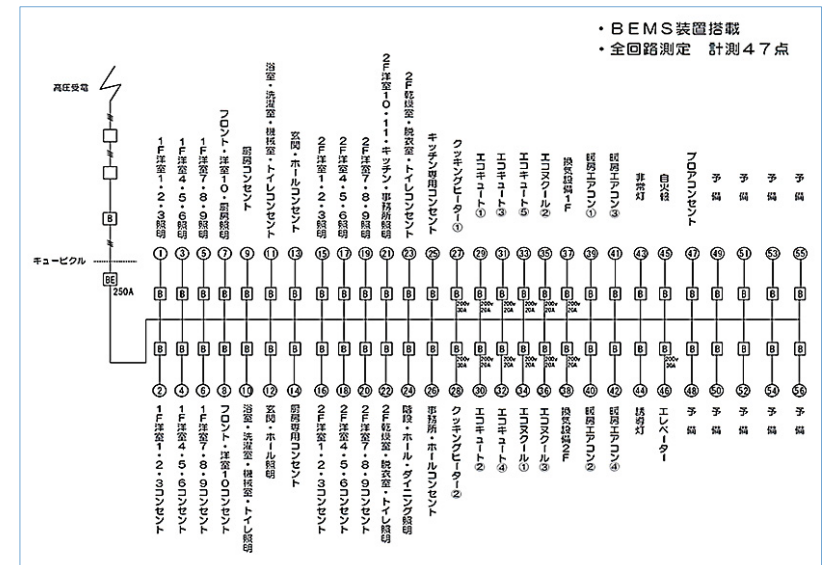 ・BEMS装置搭載
・全回路測定 計測47点
高圧受電
B
キュービクル
BE
250A
1F洋室1・2・3照明
1F洋室4・5・6照明
1F洋室7・8・9照明
フロント・洋室10・厨房照明
厨房コンセント
浴室・洗濯室・機械室・トイレコンセント
玄関・ホールコンセント
2F洋室1・2・3照明
2F洋室4・5・6照明
2F洋室7・8・9照明
2F洋室10・11・キッチン・事務所照明
2F乾燥室・脱衣室・トイレコンセント
キッチン専用コンセント
クッキングヒーター①
エコキュート①
エコキュート③
エコキュート⑤
エコヌクール②
換気設備1F
暖房エアコン①
暖房エアコン③
非常灯
自火報
ブロアコンセント
予備
予備
予備
予備
1 3 5 7 9 11 13 15 17 19 21 23 25 27 29 31 33 35 37 39 41 43 45 47 49 51 53 55
B B B B B B B B B B B B B B B B B B B B B B B B B B B B
200v 200v 200v 200v 200v 200v
30A 20A 20A 20A 20A 20A
B B B B B B B B B B B B B B B B B B B B B B B B B B B B
200v 200v 200v 200v 200v 200v 200v
30A 20A 20A 20A 20A 20A 30A
2 4 6 8 10 12 14 16 18 20 22 24 26 28 30 32 34 36 38 40 42 44 46 48 50 52 54 56
1F洋室1・2・3コンセント
1F洋室4・5・6コンセント
1F洋室7・8・9コンセント
フロント・洋室10コンセント
浴室・洗濯室・機械室・トイレ照明
玄関・ホール照明
厨房専用コンセント
2F洋室1・2・3コンセント
2F洋室4・5・6コンセント
2F洋室7・8・9コンセント
2F乾燥室・脱衣室・トイレ照明
階段・ホール・ダイニング照明
事務所・ホールコンセント
クッキングヒーター②
エコキュート②
エコキュート④
エコヌクール①
エコヌクール③
換気設備2F
暖房エアコン②
暖房エアコン④
誘導灯
エレベーター
予備
予備
予備
予備
予備